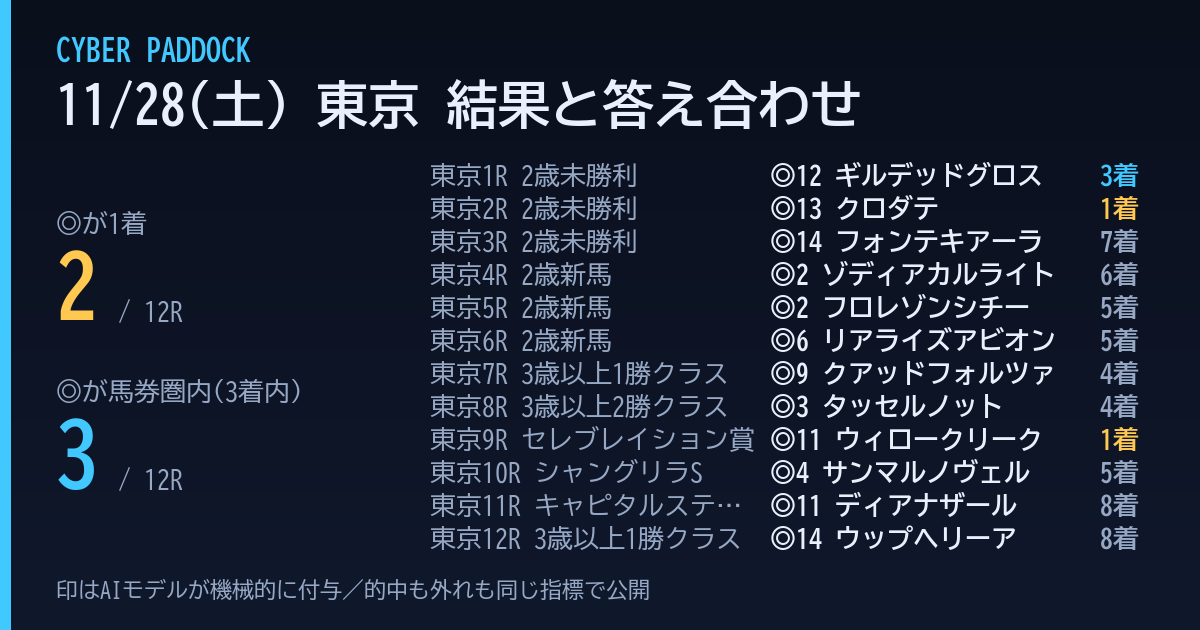 CYBER PADDOCK
11/28(土) 東京 結果と答え合わせ
◎が1着
2 / 12R
◎が馬券圏内(3着内)
3 / 12R
東京1R 2歳未勝利 ◎12 ギルデッドグロス 3着
東京2R 2歳未勝利 ◎13 クロダテ 1着
東京3R 2歳未勝利 ◎14 フォンテキアーラ 7着
東京4R 2歳新馬 ◎2 ゾディアカルライト 6着
東京5R 2歳新馬 ◎2 フロレゾンシチー 5着
東京6R 2歳新馬 ◎6 リアライズアビオン 5着
東京7R 3歳以上1勝クラス ◎9 クアッドフォルツァ 4着
東京8R 3歳以上2勝クラス ◎3 タッセルノット 4着
東京9R セレブレイション賞 ◎11 ウィロークリーク 1着
東京10R シャングリラS ◎4 サンマルノヴェル 5着
東京11R キャピタルステ… ◎11 ディアナザール 8着
東京12R 3歳以上1勝クラス ◎14 ウップヘリーア 8着
印はAIモデルが機械的に付与／的中も外れも同じ指標で公開